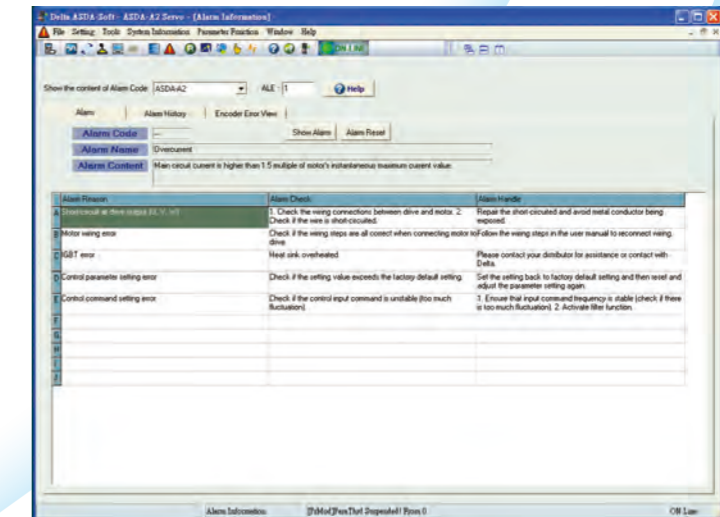 Delta ASDA-Soft - ASDA-A2 Servo - [Alarm Information]
File Setting Tools System Information Parameter Function Window Help
ON LINE
Show the content of Alarm Code ASDA-A2 ALE : 1 Help
Alarm Alarm History Encoder Error View
Alarm Code --- Show Alarm Alarm Reset
Alarm Name Overcurrent
Alarm Content Main circuit current is higher than 1.5 multiple of motor's instantaneous maximum current value.
Alarm Reason Alarm Check Alarm Handle
A Short-circuit at drive output (U, V, W) 1. Check the wiring connections between drive and motor. 2. Repair the short-circuited and avoid metal conductor being
Check if the wire is short-circuited. exposed.
B Motor wiring error Check if the wiring steps are all correct when connecting motor to Follow the wiring steps in the user manual to reconnect wiring.
drive.
C IGBT error Heat sink overheated Please contact your distributor for assistance or contact with
Delta.
D Control parameter setting error Check if the setting value exceeds the factory default setting. Set the setting back to factory default setting and then reset and
adjust the parameter setting again.
E Control command setting error Check if the control input command is unstable (too much 1. Ensure that input command frequency is stable (check if there
fluctuation). is too much fluctuation). 2. Activate filter function.
F
G
H
I
J
Alarm Information ON Line